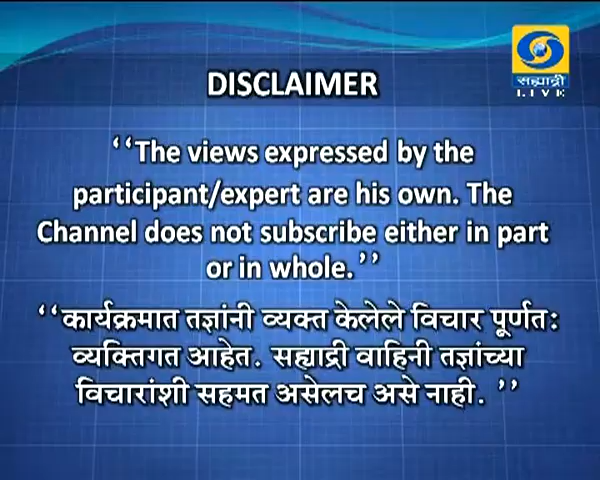 सह्याद्री
LIVE
DISCLAIMER
‘‘The views expressed by the
participant/expert are his own. The
Channel does not subscribe either in part
or in whole.’’
‘‘कार्यक्रमात तज्ञांनी व्यक्त केलेले विचार पूर्णत:
व्यक्तिगत आहेत. सह्याद्री वाहिनी तज्ञांच्या
विचारांशी सहमत असेलच असे नाही. ’’